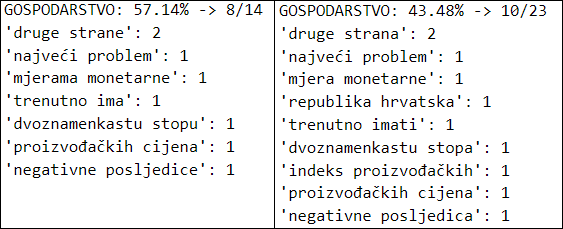 GOSPODARSTVO: 57.14% -> 8/14
'druge strane': 2
'najveći problem': 1
'mjerama monetarne': 1
'trenutno ima': 1
'dvoznamenkastu stopu': 1
'proizvođačkih cijena': 1
'negativne posljedice': 1
GOSPODARSTVO: 43.48% -> 10/23
'druge strana': 2
'najveći problem': 1
'mjera monetarne': 1
'republika hrvatska': 1
'trenutno imati': 1
'dvoznamenkasta stopa': 1
'indeks proizvođačkih': 1
'proizvođačkih cijena': 1
'negativne posljedica': 1